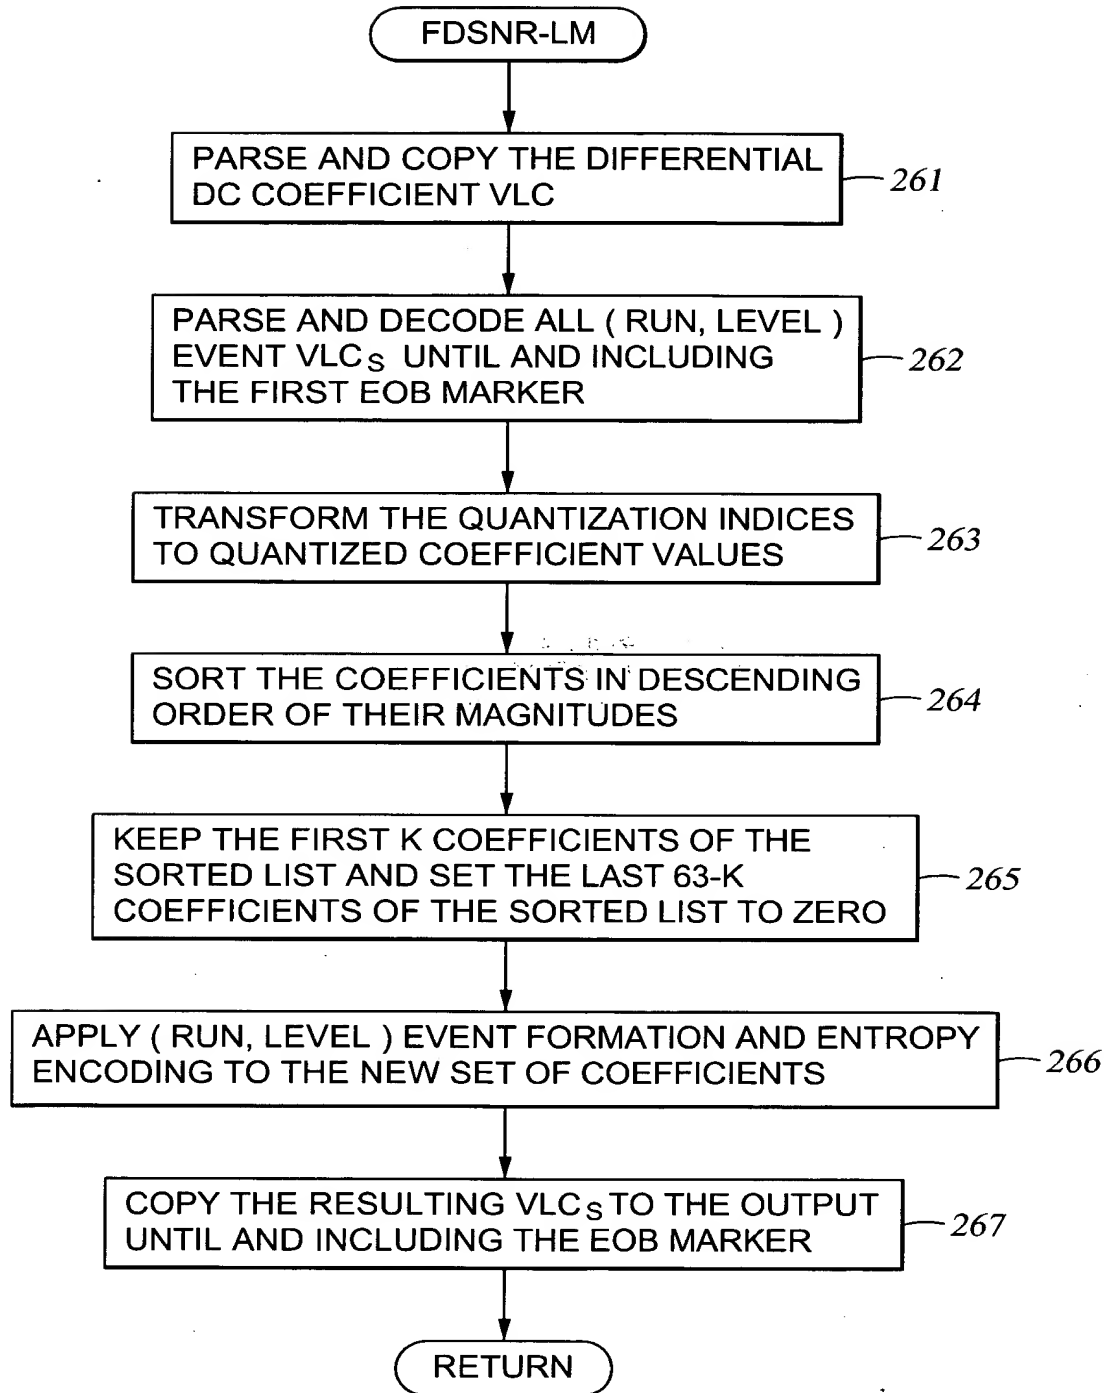 FDSNR-LM
PARSE AND COPY THE DIFFERENTIAL
DC COEFFICIENT VLC
261
PARSE AND DECODE ALL ( RUN, LEVEL )
EVENT VLCS UNTIL AND INCLUDING
THE FIRST EOB MARKER
262
TRANSFORM THE QUANTIZATION INDICES
TO QUANTIZED COEFFICIENT VALUES
263
SORT THE COEFFICIENTS IN DESCENDING
ORDER OF THEIR MAGNITUDES
264
KEEP THE FIRST K COEFFICIENTS OF THE
SORTED LIST AND SET THE LAST 63-K
COEFFICIENTS OF THE SORTED LIST TO ZERO
265
APPLY ( RUN, LEVEL ) EVENT FORMATION AND ENTROPY
ENCODING TO THE NEW SET OF COEFFICIENTS
266
COPY THE RESULTING VLCS TO THE OUTPUT
UNTIL AND INCLUDING THE EOB MARKER
267
RETURN